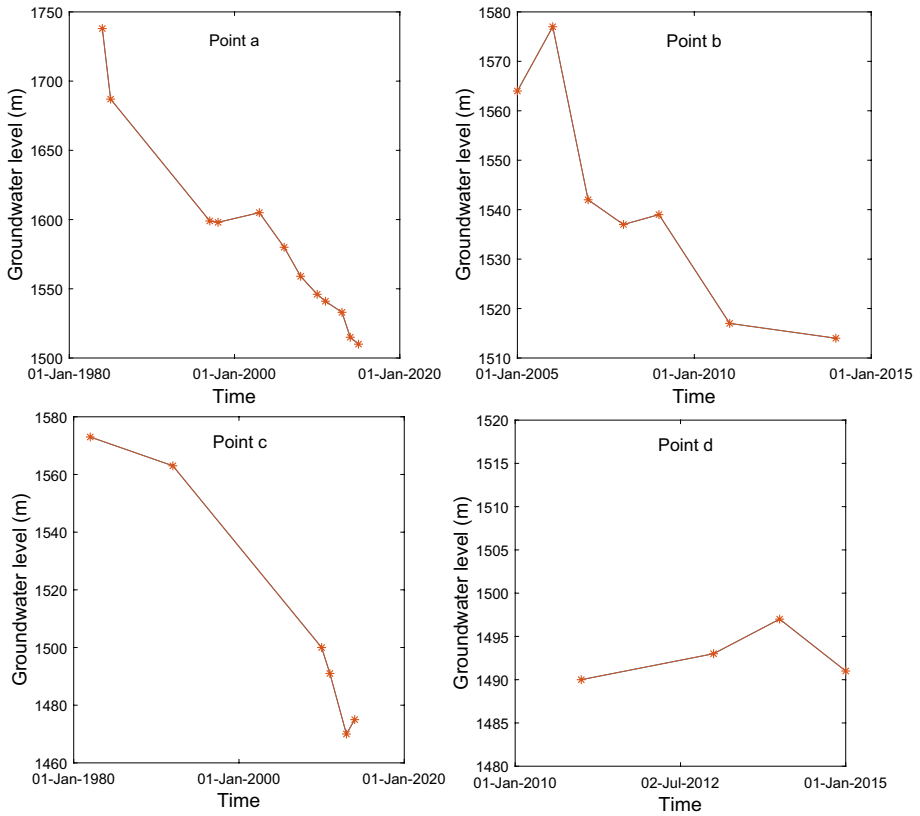 Point a
Groundwater level (m)
1750
1700
1650
1600
1550
1500
01-Jan-1980
01-Jan-2000
01-Jan-2020
Time
Point b
Groundwater level (m)
1580
1570
1560
1550
1540
1530
1520
1510
01-Jan-2005
01-Jan-2010
01-Jan-2015
Time
Point c
Groundwater level (m)
1580
1560
1540
1520
1500
1480
1460
01-Jan-1980
01-Jan-2000
01-Jan-2020
Time
Point d
Groundwater level (m)
1520
1515
1510
1505
1500
1495
1490
1485
1480
01-Jan-2010
02-Jul-2012
01-Jan-2015
Time